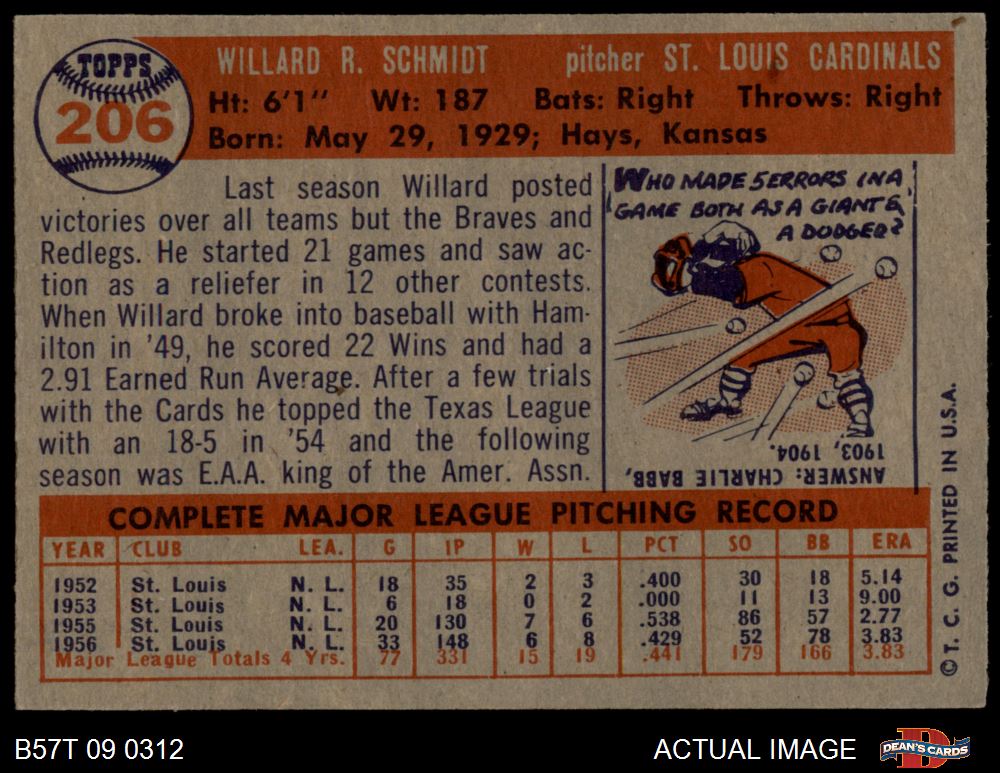 TOPPS
206
WILLARD R. SCHMIDT pitcher ST. LOUIS CARDINALS
Ht: 6'1" Wt: 187 Bats: Right Throws: Right
Born: May 29, 1929; Hays, Kansas
Last season Willard posted
victories over all teams but the Braves and
Redlegs. He started 21 games and saw ac-
tion as a reliefer in 12 other contests.
When Willard broke into baseball with Ham-
ilton in '49, he scored 22 Wins and had a
2.91 Earned Run Average. After a few trials
with the Cards he topped the Texas League
with an 18-5 in '54 and the following
season was E.A.A. king of the Amer. Assn.
WHO MADE 5 ERRORS IN A
GAME BOTH AS A GIANT &
A DODGER?
ANSWER: CHARLIE BABB,
1903, 1904.
COMPLETE MAJOR LEAGUE PITCHING RECORD
YEAR CLUB LEA. G IP W L PCT SO BB ERA
1952 St. Louis N. L. 18 35 2 3 .400 30 18 5.14
1953 St. Louis N. L. 6 18 0 2 .000 11 13 9.00
1955 St. Louis N. L. 20 130 7 6 .538 86 57 2.77
1956 St. Louis N. L. 33 148 6 8 .429 52 78 3.83
Major League Totals 4 Yrs. 77 331 15 19 .441 179 166 3.83
© T. C. G. PRINTED IN U.S.A.
B57T 09 0312 ACTUAL IMAGE DEAN'S CARDS